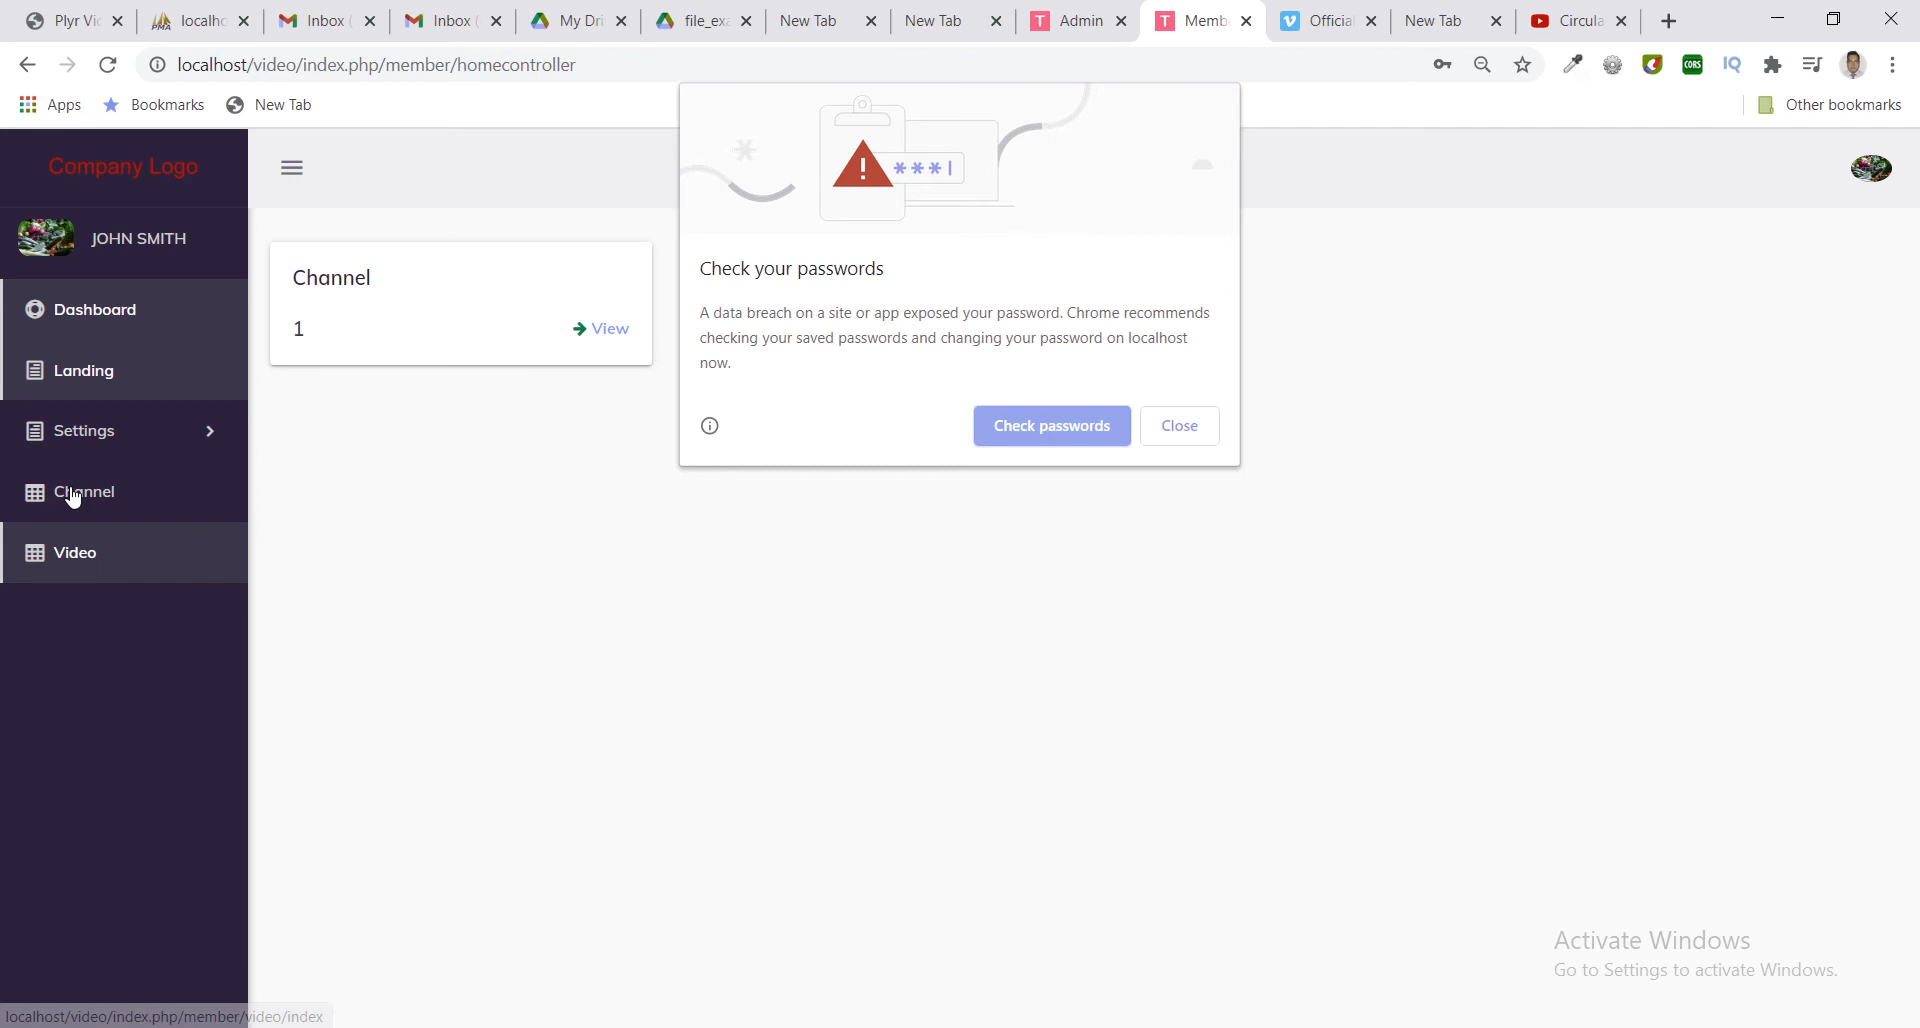 Plyr Vic
localho
Inbox (
Inbox (
My Dri
file_exa
New Tab
New Tab
Admin
Memb
Official
New Tab
Circula
localhost/video/index.php/member/homecontroller
CORS
IQ
Apps
Bookmarks
New Tab
Other bookmarks
Company Logo
JOHN SMITH
Dashboard
Landing
Settings
Channel
Video
Channel
1
View
***|
Check your passwords
A data breach on a site or app exposed your password. Chrome recommends
checking your saved passwords and changing your password on localhost
now.
Check passwords
Close
Activate Windows
Go to Settings to activate Windows.
localhost/video/index.php/member/video/index